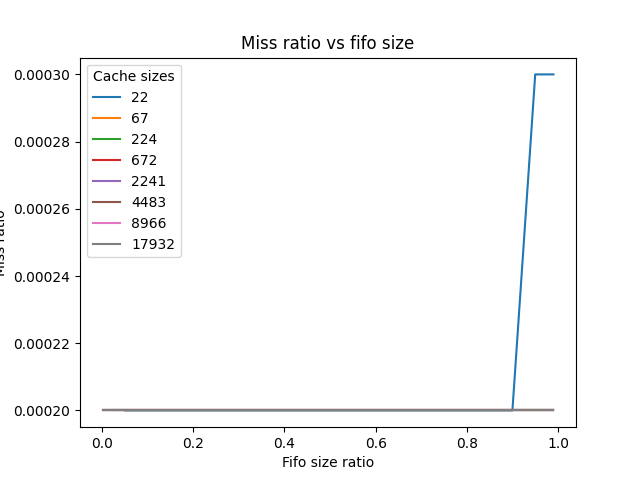 Miss ratio vs fifo size
Cache sizes
22
67
224
672
2241
4483
8966
17932
0.00030
0.00028
0.00026
0.00024
0.00022
0.00020
Miss ratio
0.0 0.2 0.4 0.6 0.8 1.0
Fifo size ratio